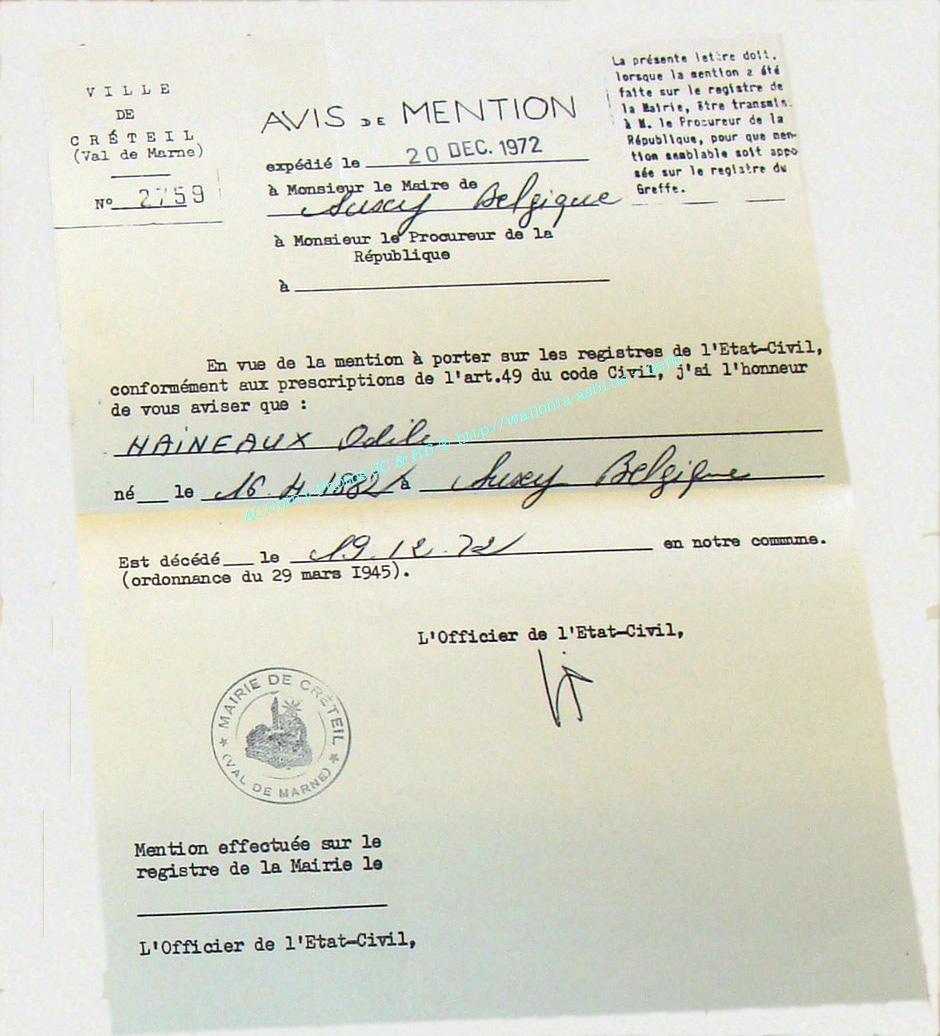 VILLE
DE
CRÉTEIL
(Val de Marne)
N° 2759
AVIS DE MENTION
expédié le 20 DEC. 1972
à Monsieur le Maire de
Suxy Belgique
à Monsieur le Procureur de la
République
à
La présente lettre doit,
lorsque la mention a été
faite sur le registre de
la Mairie, être transmis.
à M. le Procureur de la
République, pour que men-
tion semblable soit appo-
sée sur le registre du
Greffe.
En vue de la mention à porter sur les registres de l'Etat-Civil,
conformément aux prescriptions de l'art.49 du code Civil, j'ai l'honneur
de vous aviser que :
HAINEAUX Odile
né le 16.4.1882 à Suxy Belgique
Est décédé le 19.12.72 en notre commune.
(ordonnance du 29 mars 1945).
L'Officier de l'Etat-Civil,
MAIRIE DE CRÉTEIL
(VAL DE MARNE)
Mention effectuée sur le
registre de la Mairie le
L'Officier de l'Etat-Civil,